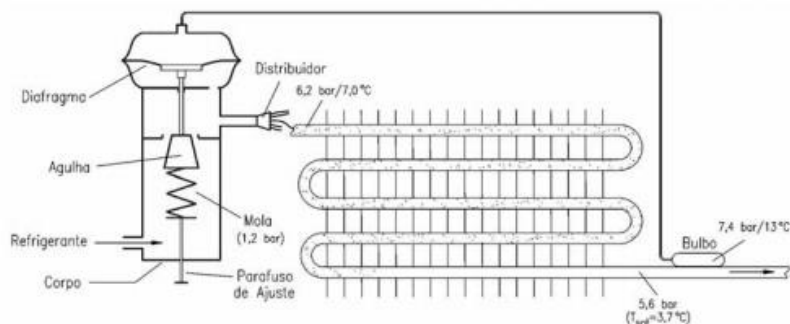 Diafragma
Distribuidor
6,2 bar/7,0°C
Agulha
Mola
(1,2 bar)
Refrigerante
Corpo
Parafuso
de Ajuste
Bulbo
7,4 bar/13°C
5,6 bar
(Tsat=3,7°C)